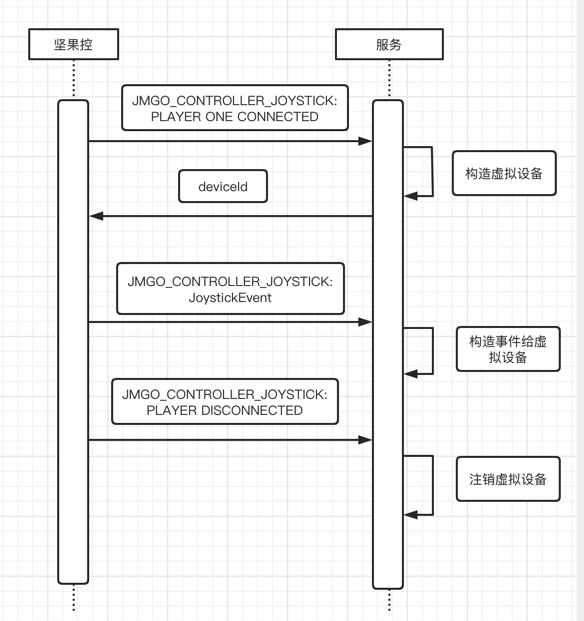 坚果控
服务
JMGO_CONTROLLER_JOYSTICK:
PLAYER ONE CONNECTED
构造虚拟设备
deviceId
JMGO_CONTROLLER_JOYSTICK:
JoystickEvent
构造事件给虚
拟设备
JMGO_CONTROLLER_JOYSTICK:
PLAYER DISCONNECTED
注销虚拟设备